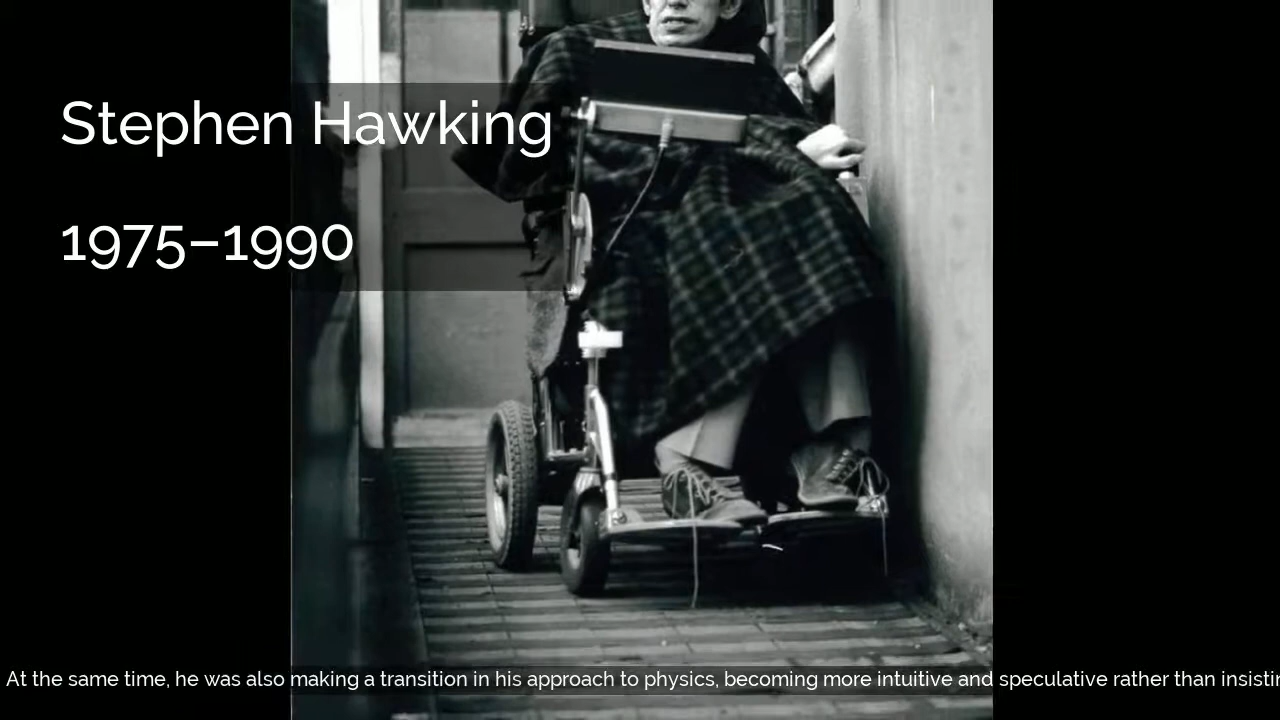 Stephen Hawking
1975–1990
At the same time, he was also making a transition in his approach to physics, becoming more intuitive and speculative rather than